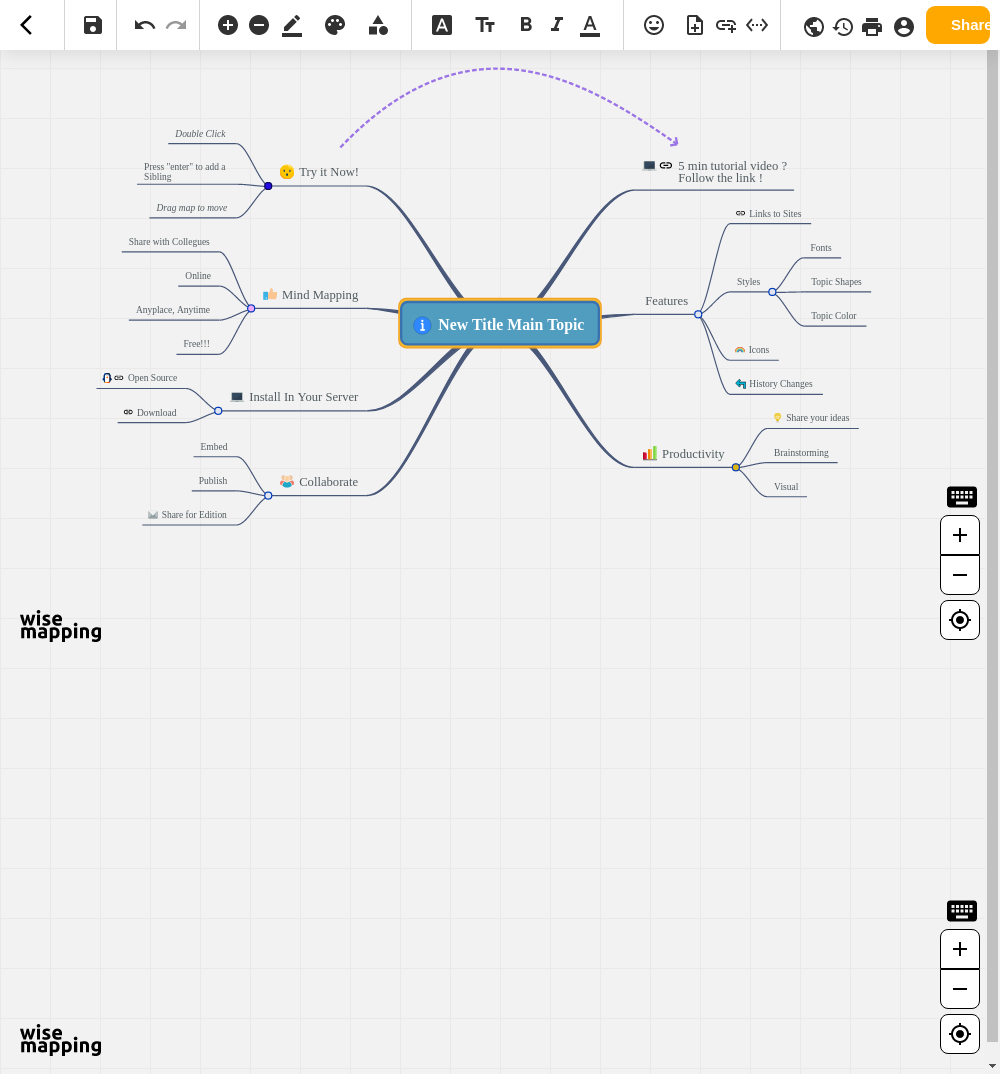 Share
Double Click
Press "enter" to add a
Sibling
Drag map to move
Try it Now!
Share with Collegues
Online
Anyplace, Anytime
Free!!!
Mind Mapping
Open Source
Download
Install In Your Server
Embed
Publish
Share for Edition
Collaborate
New Title Main Topic
5 min tutorial video ?
Follow the link !
Links to Sites
Features
Styles
Fonts
Topic Shapes
Topic Color
Icons
History Changes
Productivity
Share your ideas
Brainstorming
Visual
wise
mapping
wise
mapping